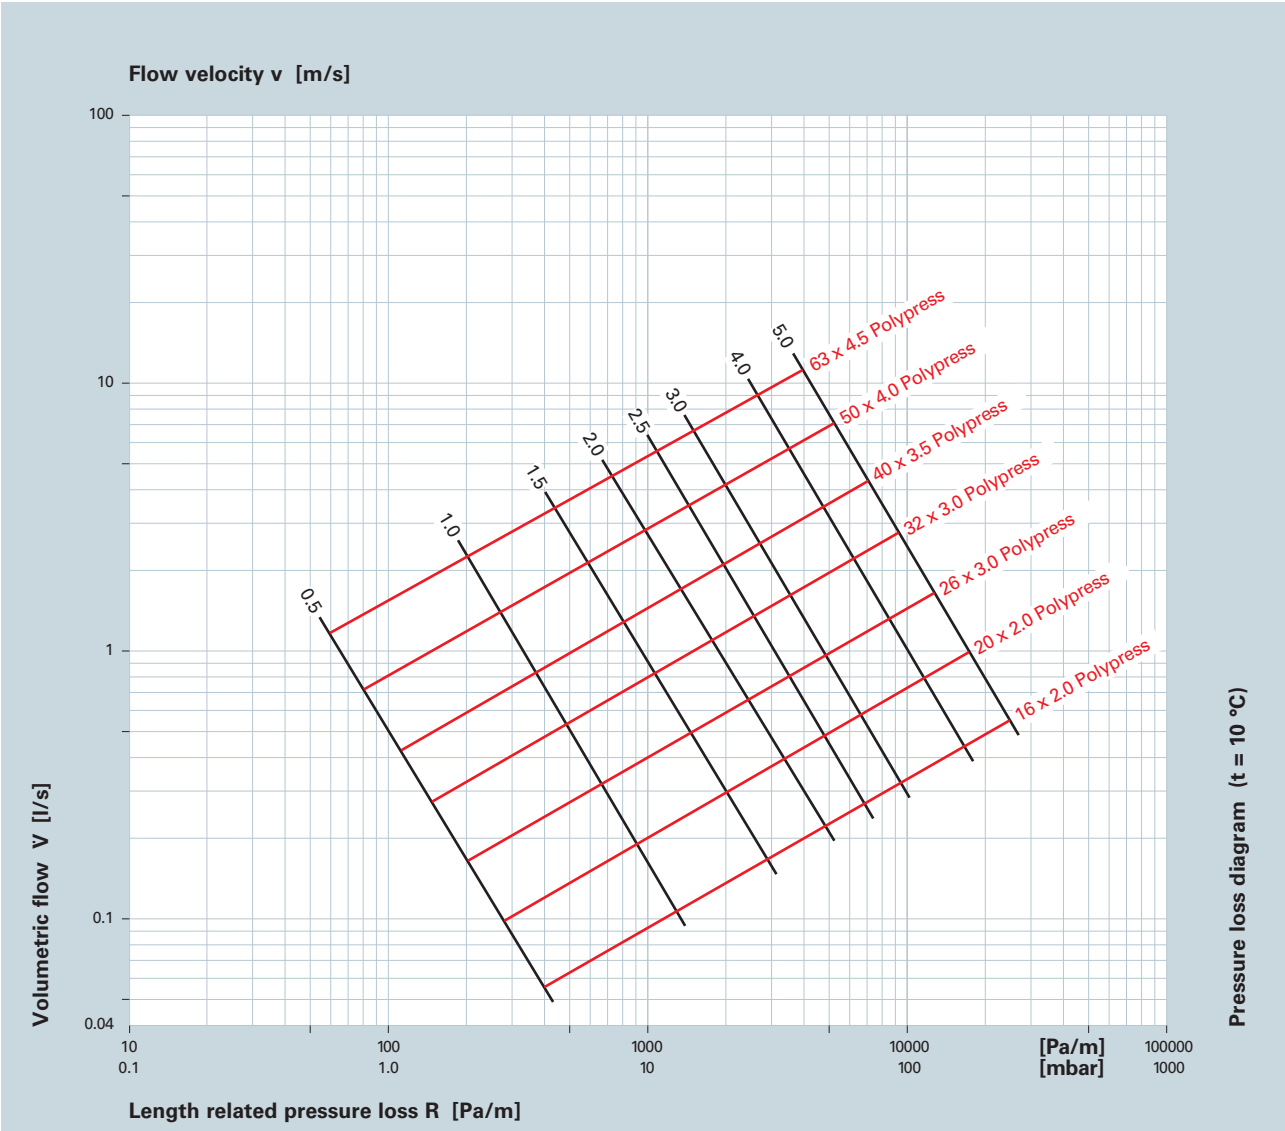 Flow velocity v [m/s]
100
10
1
0.1
0.04
Volumetric flow V [l/s]
0.5
1.0
1.5
2.0
2.5
3.0
4.0
5.0
63 x 4.5 Polypress
50 x 4.0 Polypress
40 x 3.5 Polypress
32 x 3.0 Polypress
26 x 3.0 Polypress
20 x 2.0 Polypress
16 x 2.0 Polypress
Pressure loss diagram (t = 10 °C)
10 100 1000 10000 [Pa/m] 100000
0.1 1.0 10 100 [mbar] 1000
Length related pressure loss R [Pa/m]